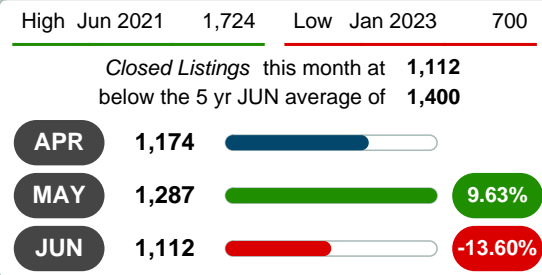 High Jun 2021 1,724 Low Jan 2023 700
Closed Listings this month at 1,112
below the 5 yr JUN average of 1,400
APR 1,174
MAY 1,287 9.63%
JUN 1,112 -13.60%